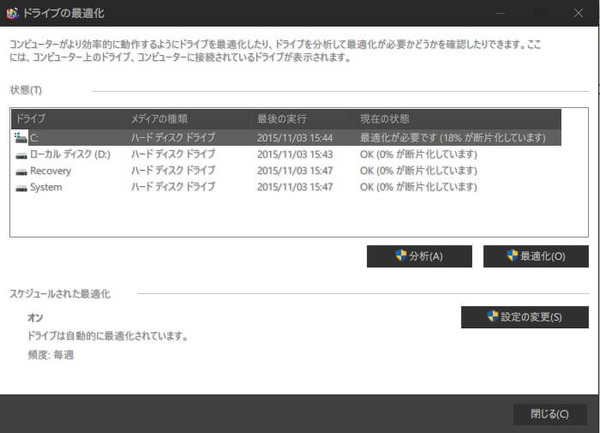 ドライブの最適化
コンピューターがより効率的に動作するようにドライブを最適化したり、ドライブを分析して最適化が必要かどうかを確認したりできます。ここ
には、コンピューター上のドライブ、コンピューターに接続されているドライブが表示されます。
状態(T)
ドライブ メディアの種類 最後の実行 現在の状態
C: ハード ディスク ドライブ 2015/11/03 15:44 最適化が必要です (18% が断片化しています)
ローカル ディスク (D:) ハード ディスク ドライブ 2015/11/03 15:43 OK (0% が断片化しています)
Recovery ハード ディスク ドライブ 2015/11/03 15:47 OK (0% が断片化しています)
System ハード ディスク ドライブ 2015/11/03 15:47 OK (0% が断片化しています)
分析(A) 最適化(O)
スケジュールされた最適化
オン 設定の変更(S)
ドライブは自動的に最適化されています。
頻度: 毎週
閉じる(C)